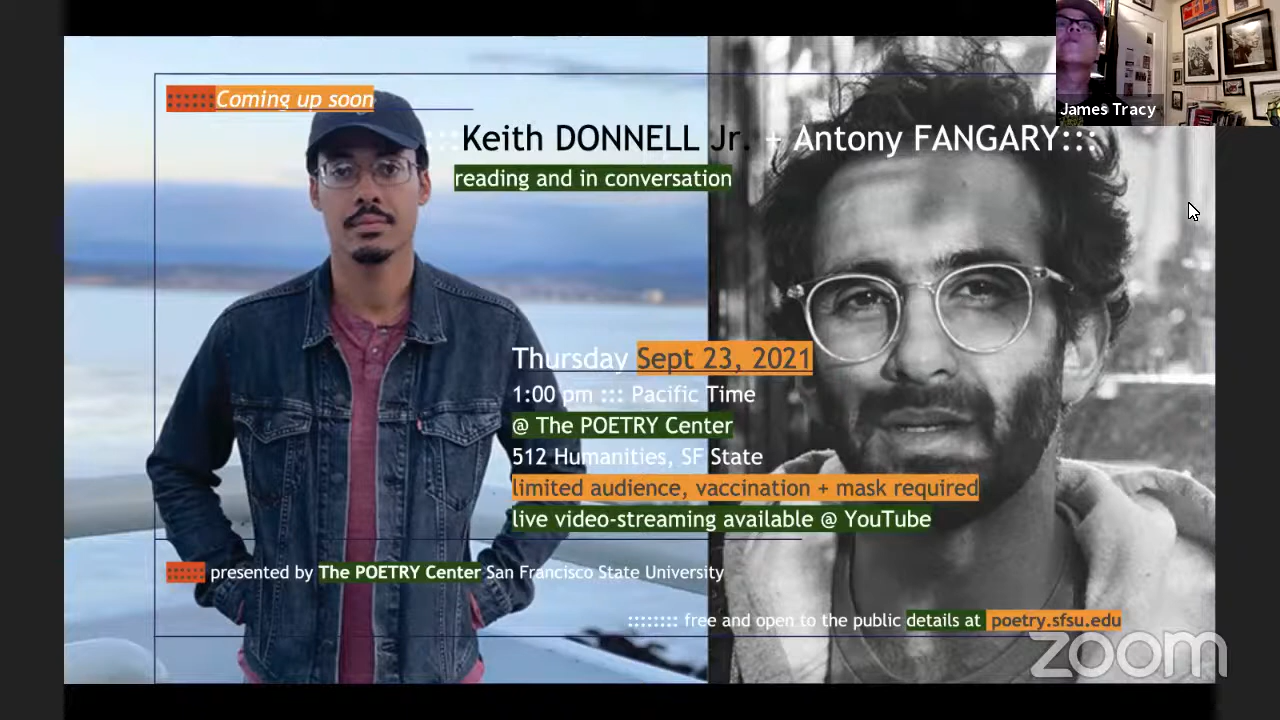 Coming up soon
James Tracy
:::Keith DONNELL Jr. + Antony FANGARY:::
reading and in conversation
Thursday Sept 23, 2021
1:00 pm ::: Pacific Time
@ The POETRY Center
512 Humanities, SF State
limited audience, vaccination + mask required
live video-streaming available @ YouTube
presented by The POETRY Center San Francisco State University
:::::::: free and open to the public details at poetry.sfsu.edu
zoom